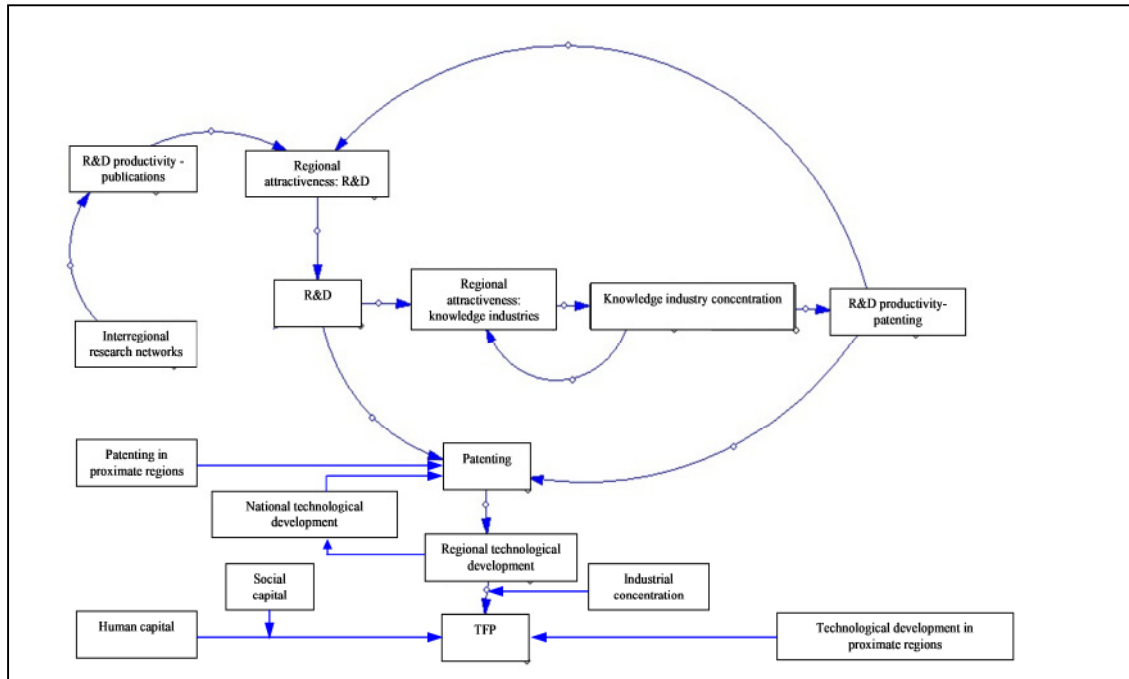 R&D productivity -
publications
Regional
attractiveness: R&D
R&D
Regional
attractiveness:
knowledge industries
Knowledge industry concentration
R&D productivity-
patenting
Interregional
research networks
Patenting in
proximate regions
Patenting
National technological
development
Regional technological
development
Social
capital
Industrial
concentration
Human capital
TFP
Technological development in
proximate regions